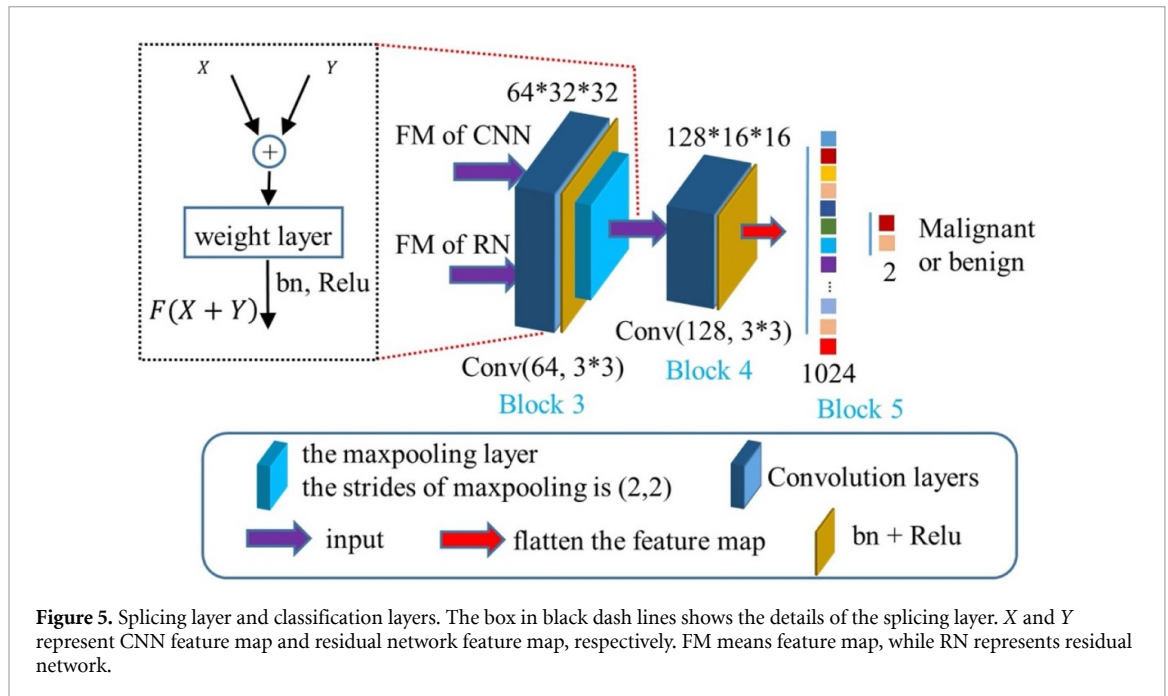 X
Y
+
weight layer
bn, Relu
F(X + Y)
64*32*32
FM of CNN
FM of RN
Conv(64, 3*3)
Block 3
128*16*16
Conv(128, 3*3)
Block 4
1024
Block 5
2
Malignant
or benign
the maxpooling layer
the strides of maxpooling is (2,2)
Convolution layers
input
flatten the feature map
bn + Relu
Figure 5. Splicing layer and classification layers. The box in black dash lines shows the details of the splicing layer. X and Y
represent CNN feature map and residual network feature map, respectively. FM means feature map, while RN represents residual
network.